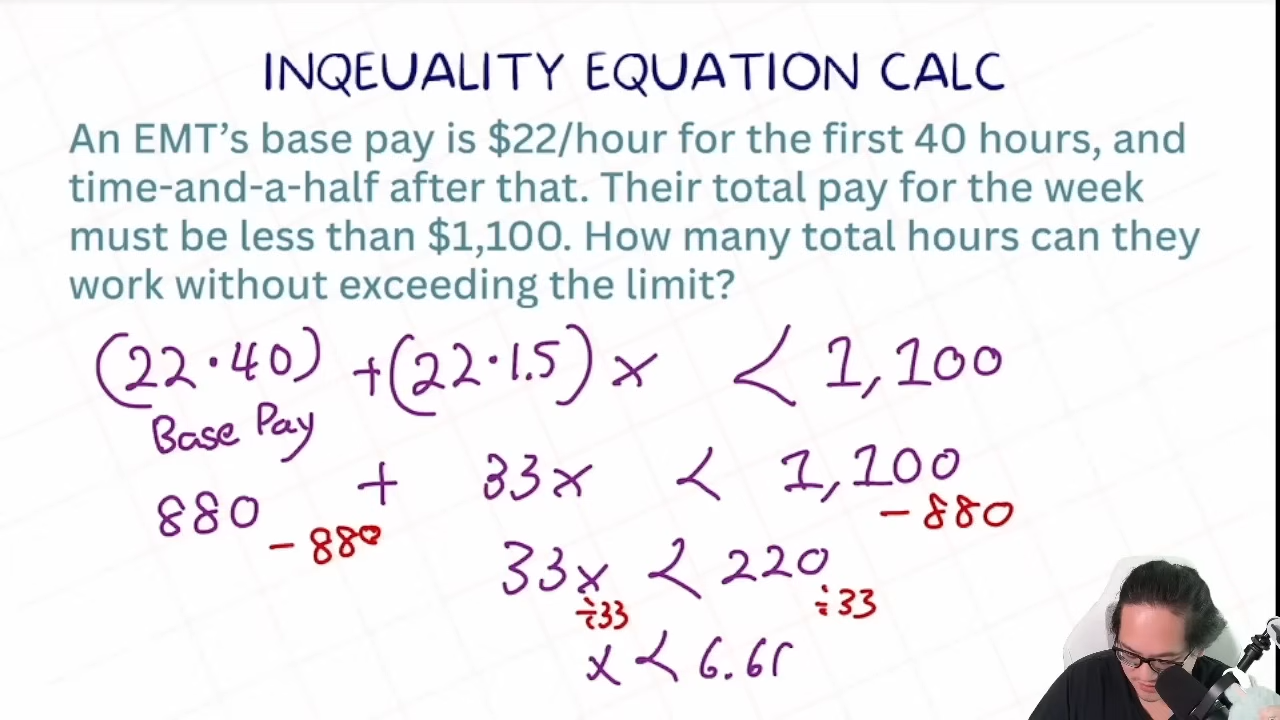 INQEUALITY EQUATION CALC
An EMT's base pay is $22/hour for the first 40 hours, and
time-and-a-half after that. Their total pay for the week
must be less than $1,100. How many total hours can they
work without exceeding the limit?
(22·40) + (22·1.5) x < 1,100
Base Pay
880 + 33x < 1,100
- 880 - 880
33x < 220
÷33 ÷33
x < 6.6